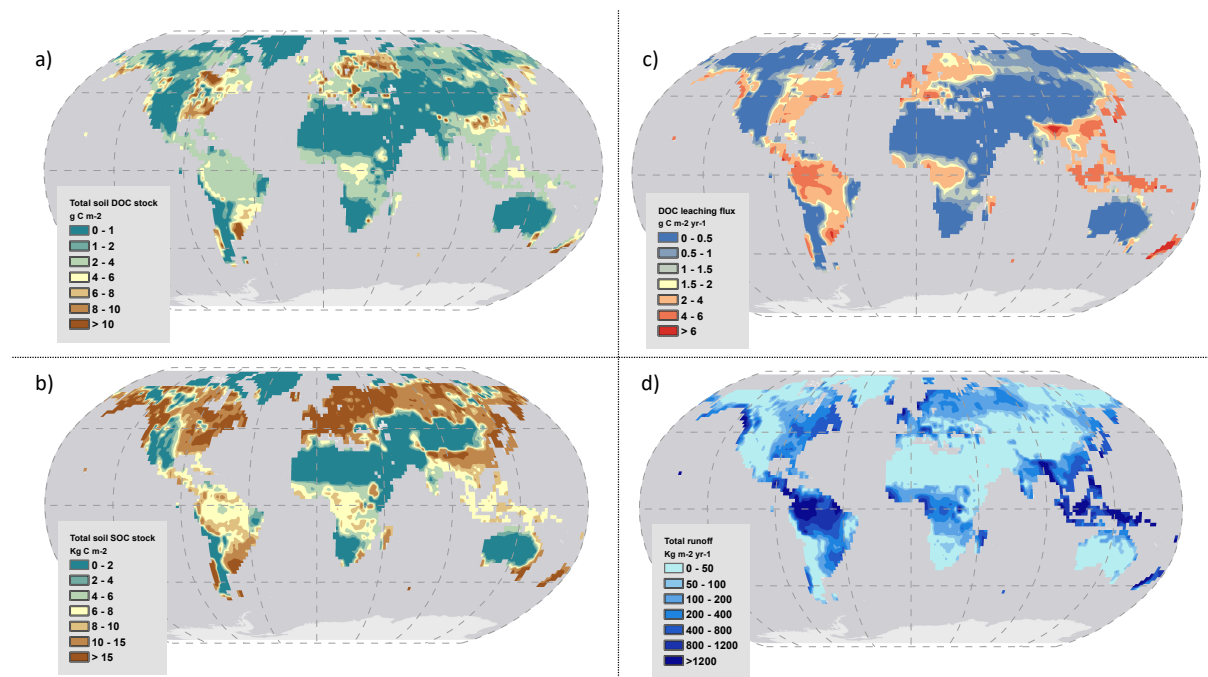 a)
Total soil DOC stock
g C m-2
0 - 1
1 - 2
2 - 4
4 - 6
6 - 8
8 - 10
> 10
c)
DOC leaching flux
g C m-2 yr-1
0 - 0.5
0.5 - 1
1 - 1.5
1.5 - 2
2 - 4
4 - 6
> 6
b)
Total soil SOC stock
Kg C m-2
0 - 2
2 - 4
4 - 6
6 - 8
8 - 10
10 - 15
> 15
d)
Total runoff
Kg m-2 yr-1
0 - 50
50 - 100
100 - 200
200 - 400
400 - 800
800 - 1200
>1200